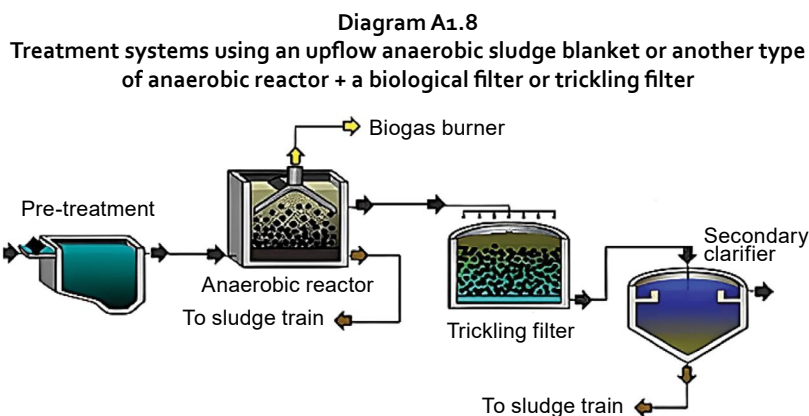 Diagram A1.8
Treatment systems using an upflow anaerobic sludge blanket or another type
of anaerobic reactor + a biological filter or trickling filter
Biogas burner
Pre-treatment
Anaerobic reactor
To sludge train
Trickling filter
Secondary
clarifier
To sludge train